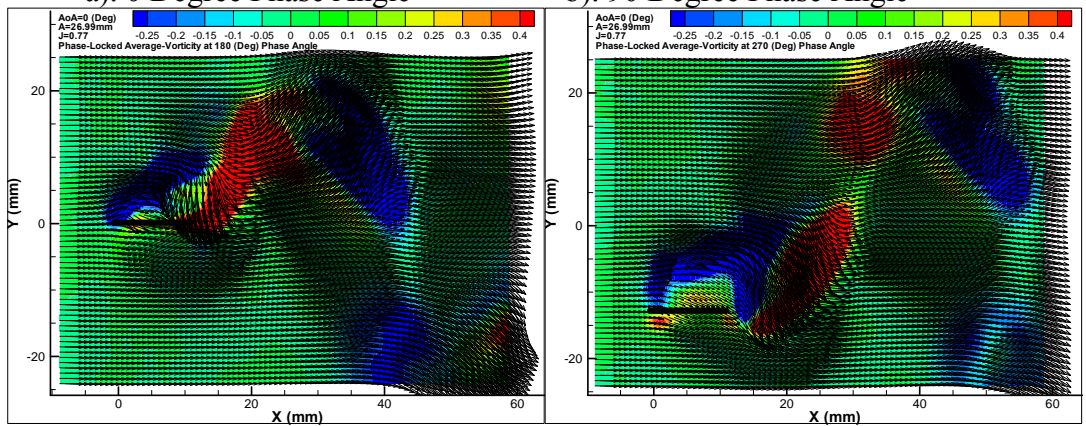 a). 0 Degree Phase Angle
b). 90 Degree Phase Angle
AoA=0 (Deg)
A=26.99mm
J=0.77
-0.25 -0.2 -0.15 -0.1 -0.05 0 0.05 0.1 0.15 0.2 0.25 0.3 0.35 0.4
Phase-Locked Average-Vorticity at 180 (Deg) Phase Angle
Y (mm)
20
0
-20
0 20 40 60
X (mm)
AoA=0 (Deg)
A=26.99mm
J=0.77
-0.25 -0.2 -0.15 -0.1 -0.05 0 0.05 0.1 0.15 0.2 0.25 0.3 0.35 0.4
Phase-Locked Average-Vorticity at 270 (Deg) Phase Angle
Y (mm)
20
0
-20
0 20 40 60
X (mm)